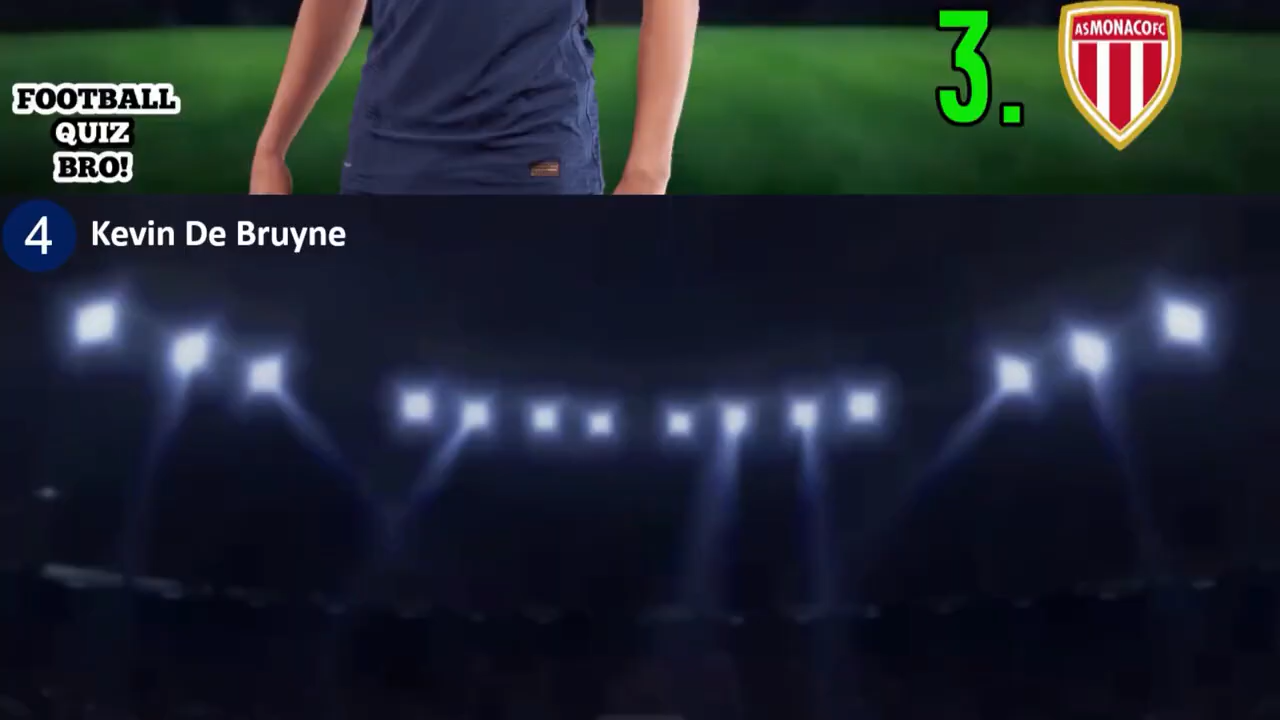 3.
ASMONACOFC
FOOTBALL
QUIZ
BRO!
4 Kevin De Bruyne